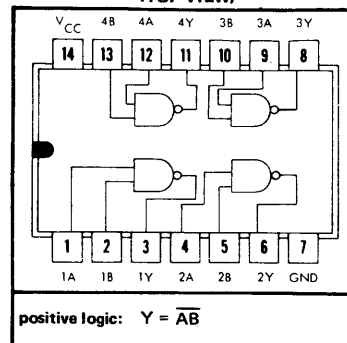 VCC 4B 4A 4Y 3B 3A 3Y
14 13 12 11 10 9 8
1 2 3 4 5 6 7
1A 1B 1Y 2A 2B 2Y GND
positive logic: Y = A̅B̅